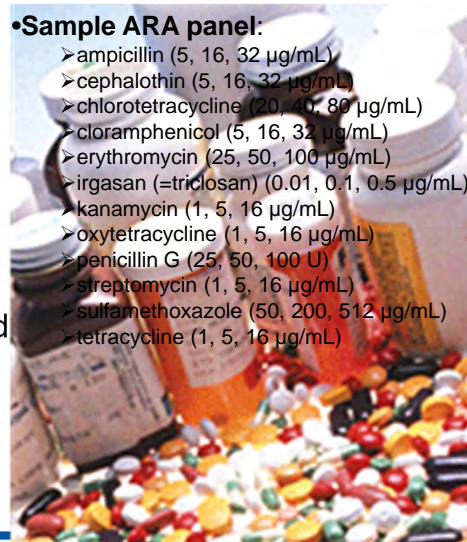 •Sample ARA panel:
➢ampicillin (5, 16, 32 µg/mL)
➢cephalothin (5, 16, 32 µg/mL)
➢chlorotetracycline (20, 40, 80 µg/mL)
➢cloramphenicol (5, 16, 32 µg/mL)
➢erythromycin (25, 50, 100 µg/mL)
➢irgasan (=triclosan) (0.01, 0.1, 0.5 µg/mL)
➢kanamycin (1, 5, 16 µg/mL)
➢oxytetracycline (1, 5, 16 µg/mL)
➢penicillin G (25, 50, 100 U)
➢streptomycin (1, 5, 16 µg/mL)
➢sulfamethoxazole (50, 200, 512 µg/mL)
➢tetracycline (1, 5, 16 µg/mL)